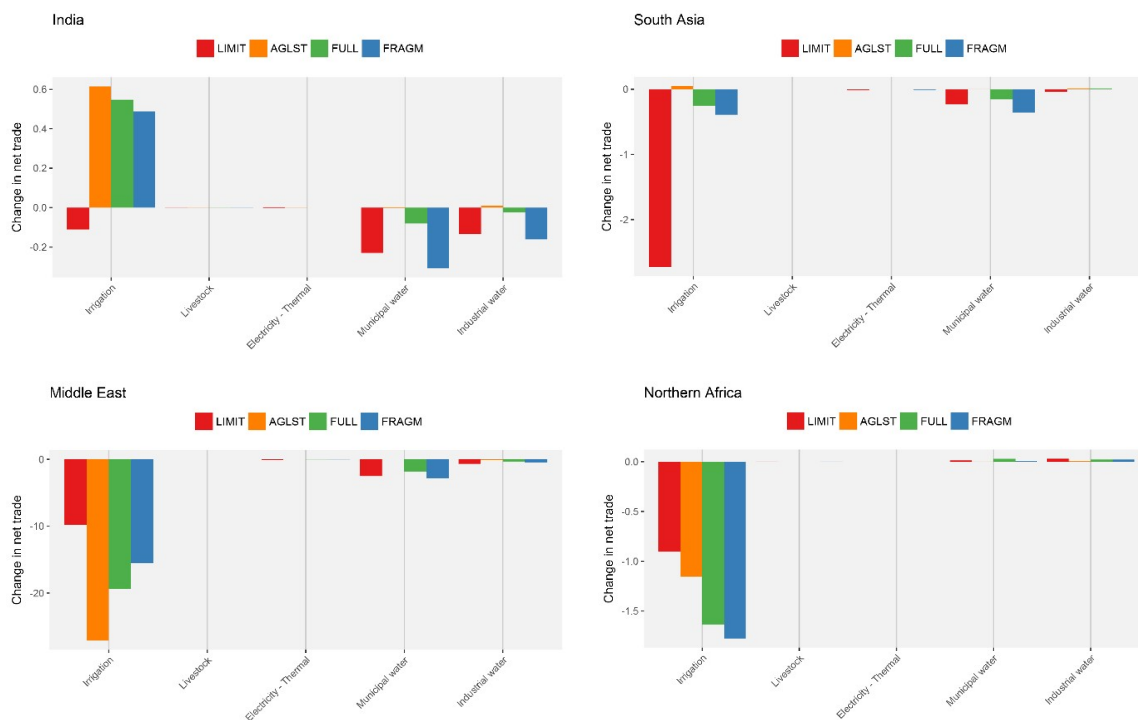 India
LIMIT AGLST FULL FRAGM
Change in net trade
0.6
0.4
0.2
0.0
-0.2
Irrigation
Livestock
Electricity - Thermal
Municipal water
Industrial water
South Asia
LIMIT AGLST FULL FRAGM
Change in net trade
0
-1
-2
Irrigation
Livestock
Electricity - Thermal
Municipal water
Industrial water
Middle East
LIMIT AGLST FULL FRAGM
Change in net trade
0
-10
-20
Irrigation
Livestock
Electricity - Thermal
Municipal water
Industrial water
Northern Africa
LIMIT AGLST FULL FRAGM
Change in net trade
0.0
-0.5
-1.0
-1.5
Irrigation
Livestock
Electricity - Thermal
Municipal water
Industrial water